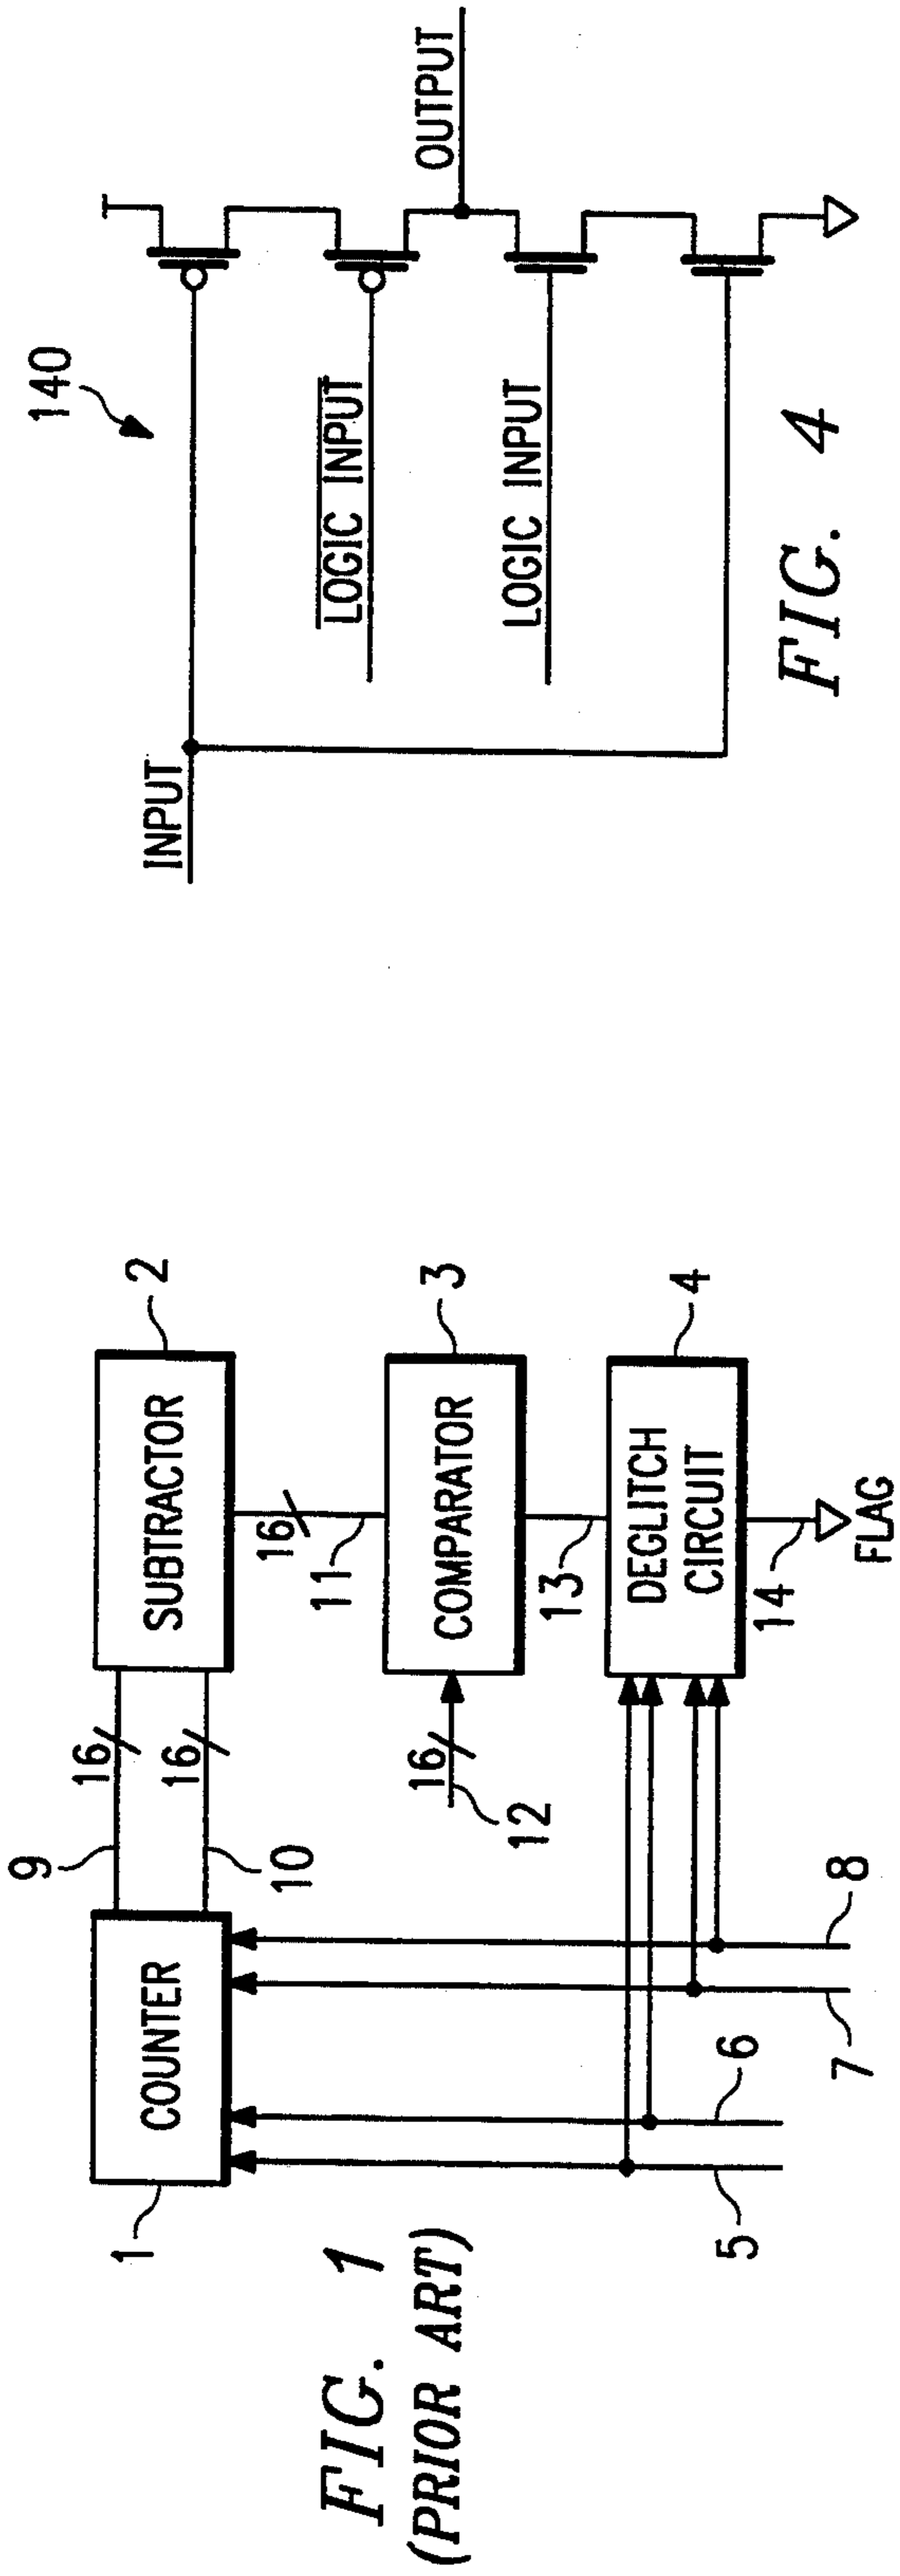 FIG. 1
(PRIOR ART)
1
COUNTER
9
16
10
16
SUBTRACTOR
2
16
11
12
16
COMPARATOR
3
13
DEGLITCH
CIRCUIT
4
14
FLAG
5
6
7
8
140
INPUT
LOGIC INPUT
LOGIC INPUT
OUTPUT
FIG. 4